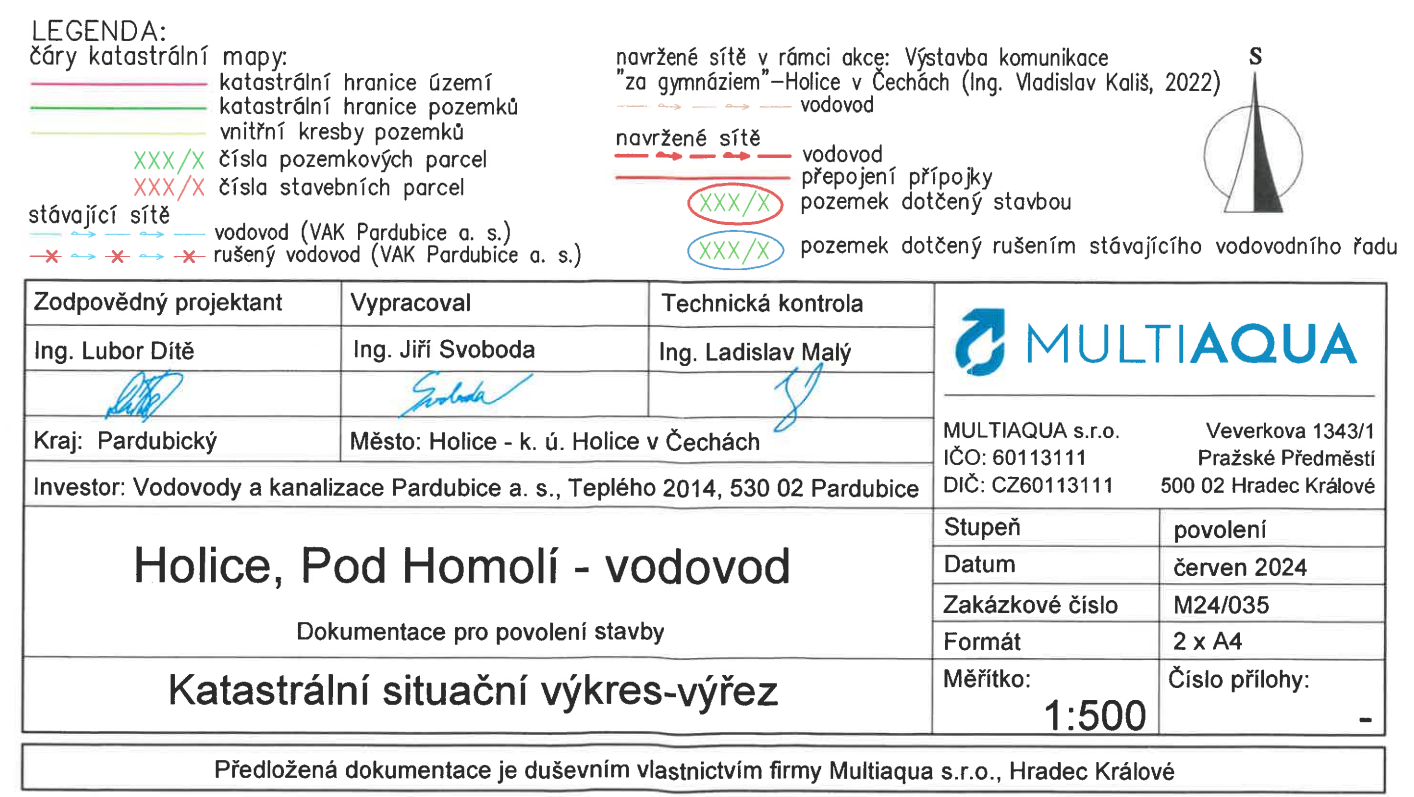 LEGENDA:
čáry katastrální mapy:
katastrální hranice území
katastrální hranice pozemků
vnitřní kresby pozemků
XXX/X čísla pozemkových parcel
XXX/X čísla stavebních parcel
stávající sítě
vodovod (VAK Pardubice a. s.)
rušený vodovod (VAK Pardubice a. s.)
navržené sítě v rámci akce: Výstavba komunikace
"za gymnáziem"-Holice v Čechách (Ing. Vladislav Kališ, 2022)
vodovod
navržené sítě
vodovod
přepojení přípojky
XXX/X pozemek dotčený stavbou
XXX/X pozemek dotčený rušením stávajícího vodovodního řadu
S
Zodpovědný projektant Vypracoval Technická kontrola
Ing. Lubor Dítě Ing. Jiří Svoboda Ing. Ladislav Malý
Svoboda
Kraj: Pardubický Město: Holice - k. ú. Holice v Čechách
Investor: Vodovody a kanalizace Pardubice a. s., Teplého 2014, 530 02 Pardubice
MULTIAQUA
MULTIAQUA s.r.o. Veverkova 1343/1
IČO: 60113111 Pražské Předměstí
DIČ: CZ60113111 500 02 Hradec Králové
Holice, Pod Homolí - vodovod
Dokumentace pro povolení stavby
Katastrální situační výkres-výřez
Stupeň povolení
Datum červen 2024
Zakázkové číslo M24/035
Formát 2 x A4
Měřítko: Číslo přílohy:
1:500 -
Předložená dokumentace je duševním vlastnictvím firmy Multiaqua s.r.o., Hradec Králové